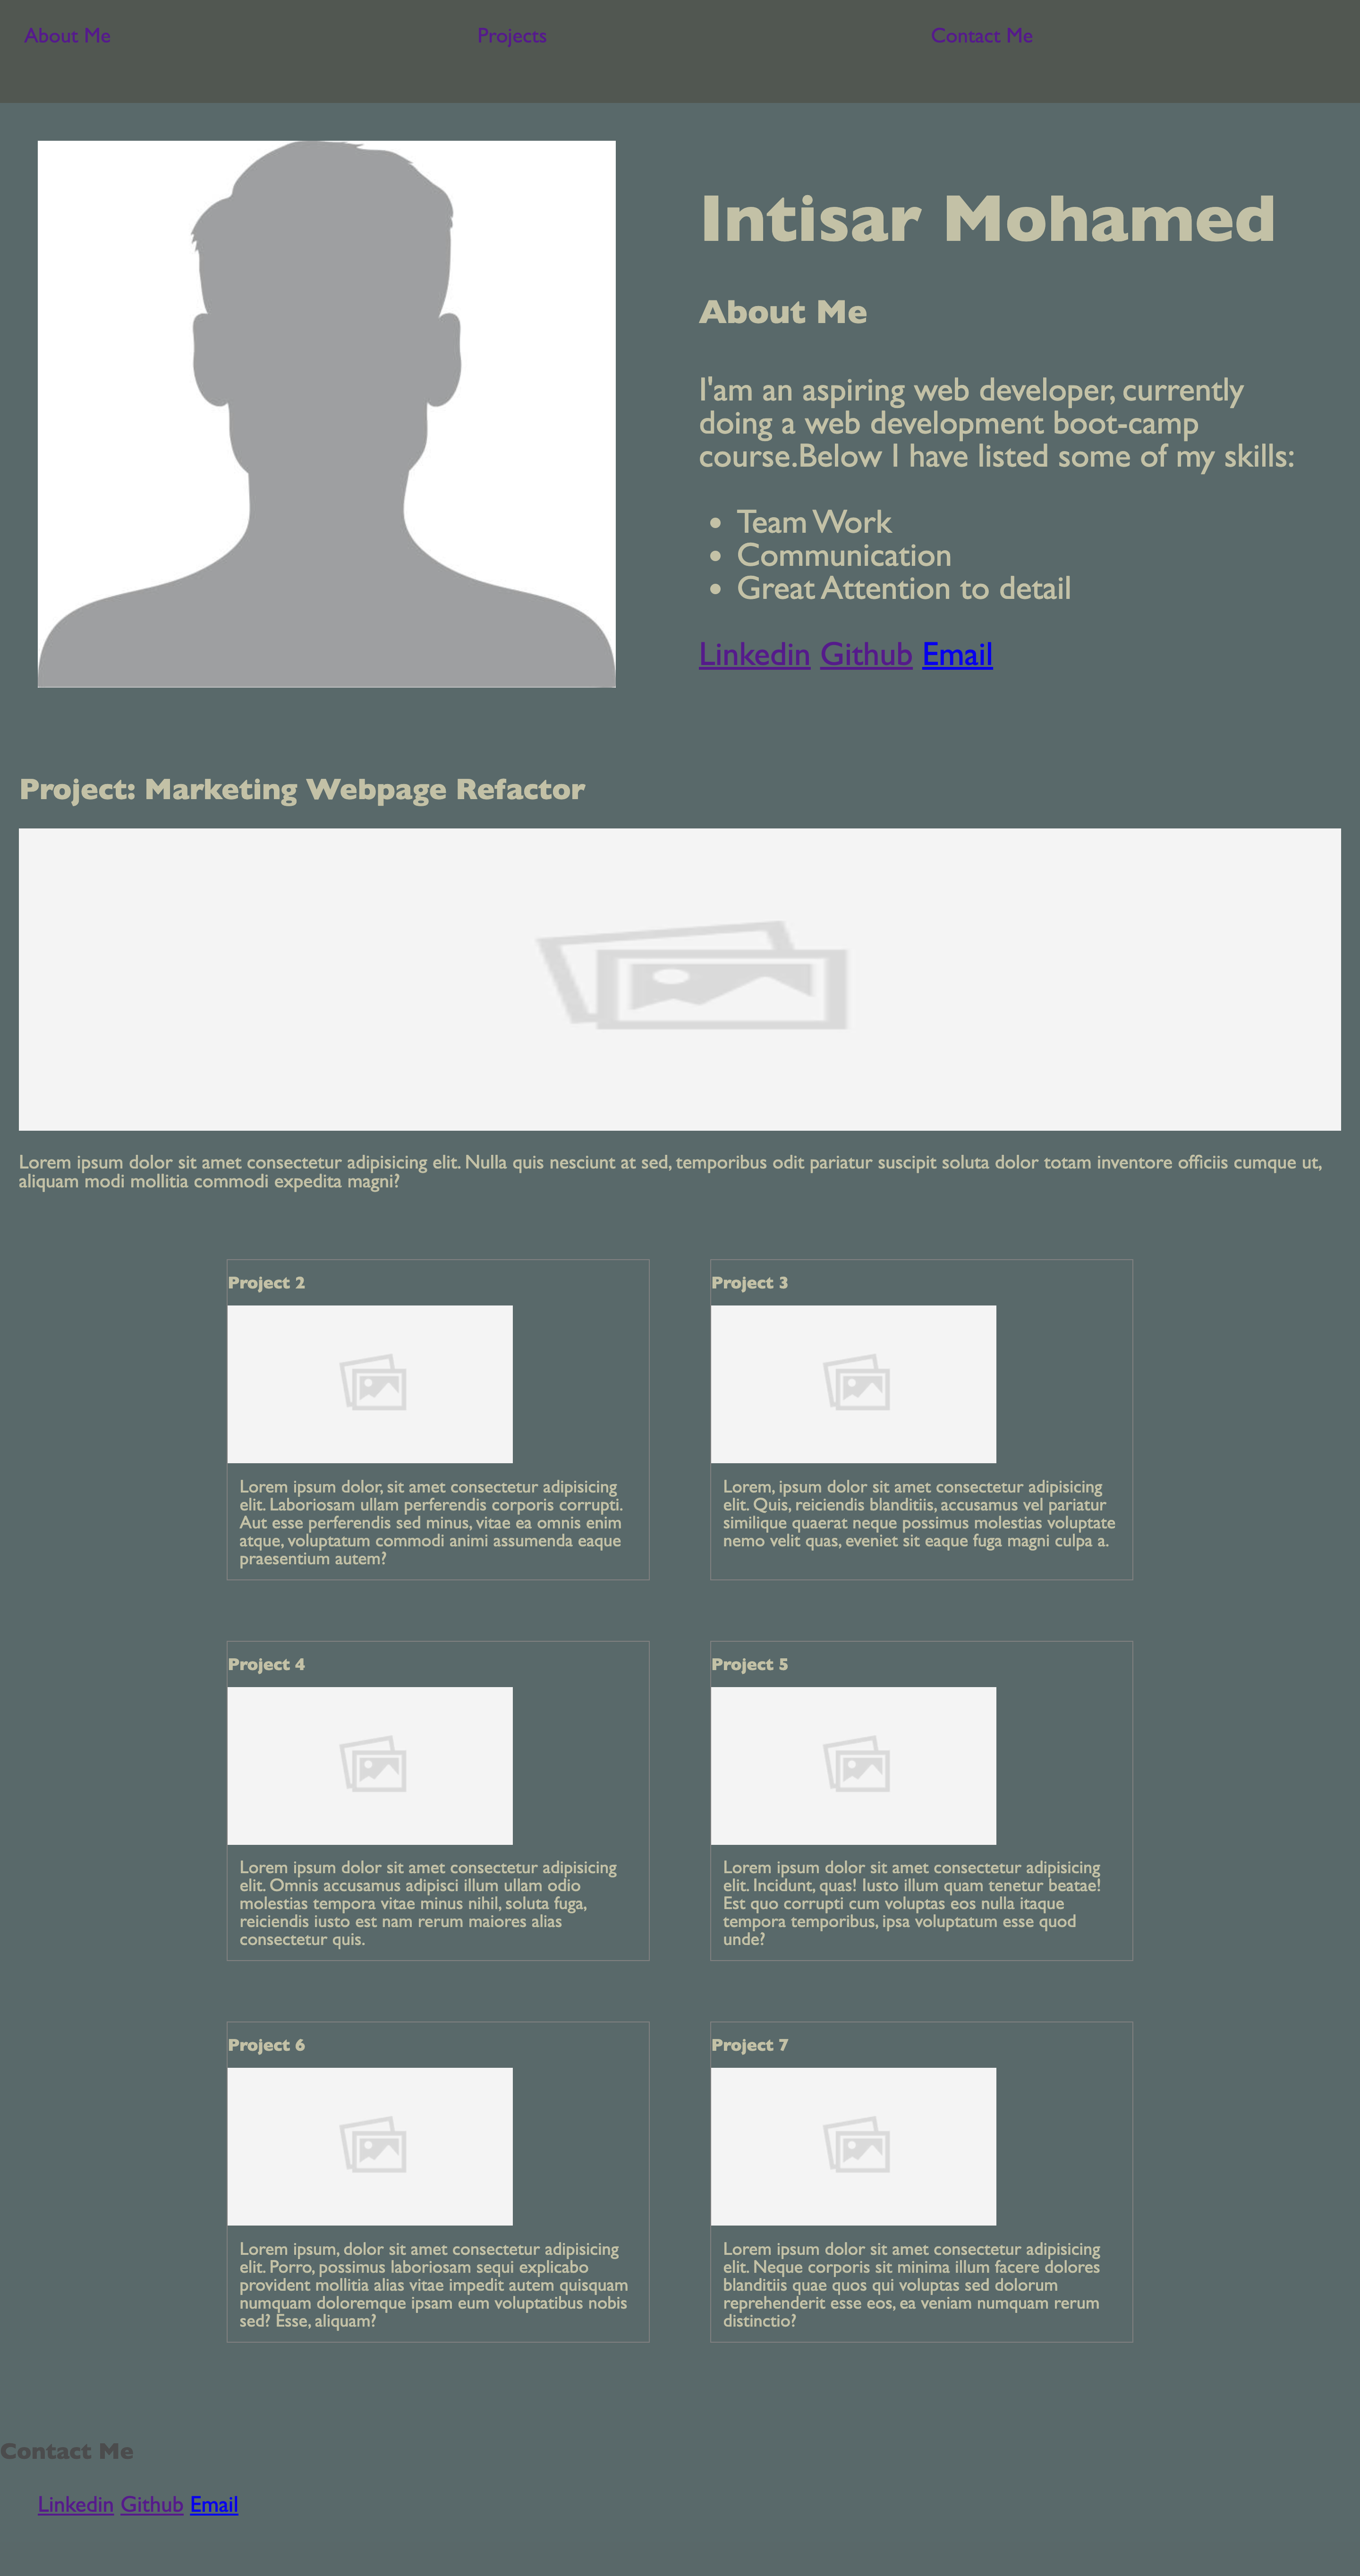 About Me
Projects
Contact Me
Intisar Mohamed
About Me
I'am an aspiring web developer, currently
doing a web development boot-camp
course.Below I have listed some of my skills:
• Team Work
• Communication
• Great Attention to detail
Linkedin Github Email
Project: Marketing Webpage Refactor
Lorem ipsum dolor sit amet consectetur adipisicing elit. Nulla quis nesciunt at sed, temporibus odit pariatur suscipit soluta dolor totam inventore officiis cumque ut,
aliquam modi mollitia commodi expedita magni?
Project 2
Lorem ipsum dolor, sit amet consectetur adipisicing
elit. Laboriosam ullam perferendis corporis corrupti.
Aut esse perferendis sed minus, vitae ea omnis enim
atque, voluptatum commodi animi assumenda eaque
praesentium autem?
Project 3
Lorem, ipsum dolor sit amet consectetur adipisicing
elit. Quis, reiciendis blanditiis, accusamus vel pariatur
similique quaerat neque possimus molestias voluptate
nemo velit quas, eveniet sit eaque fuga magni culpa a.
Project 4
Lorem ipsum dolor sit amet consectetur adipisicing
elit. Omnis accusamus adipisci illum ullam odio
molestias tempora vitae minus nihil, soluta fuga,
reiciendis iusto est nam rerum maiores alias
consectetur quis.
Project 5
Lorem ipsum dolor sit amet consectetur adipisicing
elit. Incidunt, quas! Iusto illum quam tenetur beatae!
Est quo corrupti cum voluptas eos nulla itaque
tempora temporibus, ipsa voluptatum esse quod
unde?
Project 6
Lorem ipsum, dolor sit amet consectetur adipisicing
elit. Porro, possimus laboriosam sequi explicabo
provident mollitia alias vitae impedit autem quisquam
numquam doloremque ipsam eum voluptatibus nobis
sed? Esse, aliquam?
Project 7
Lorem ipsum dolor sit amet consectetur adipisicing
elit. Neque corporis sit minima illum facere dolores
blanditiis quae quos qui voluptas sed dolorum
reprehenderit esse eos, ea veniam numquam rerum
distinctio?
Contact Me
Linkedin Github Email